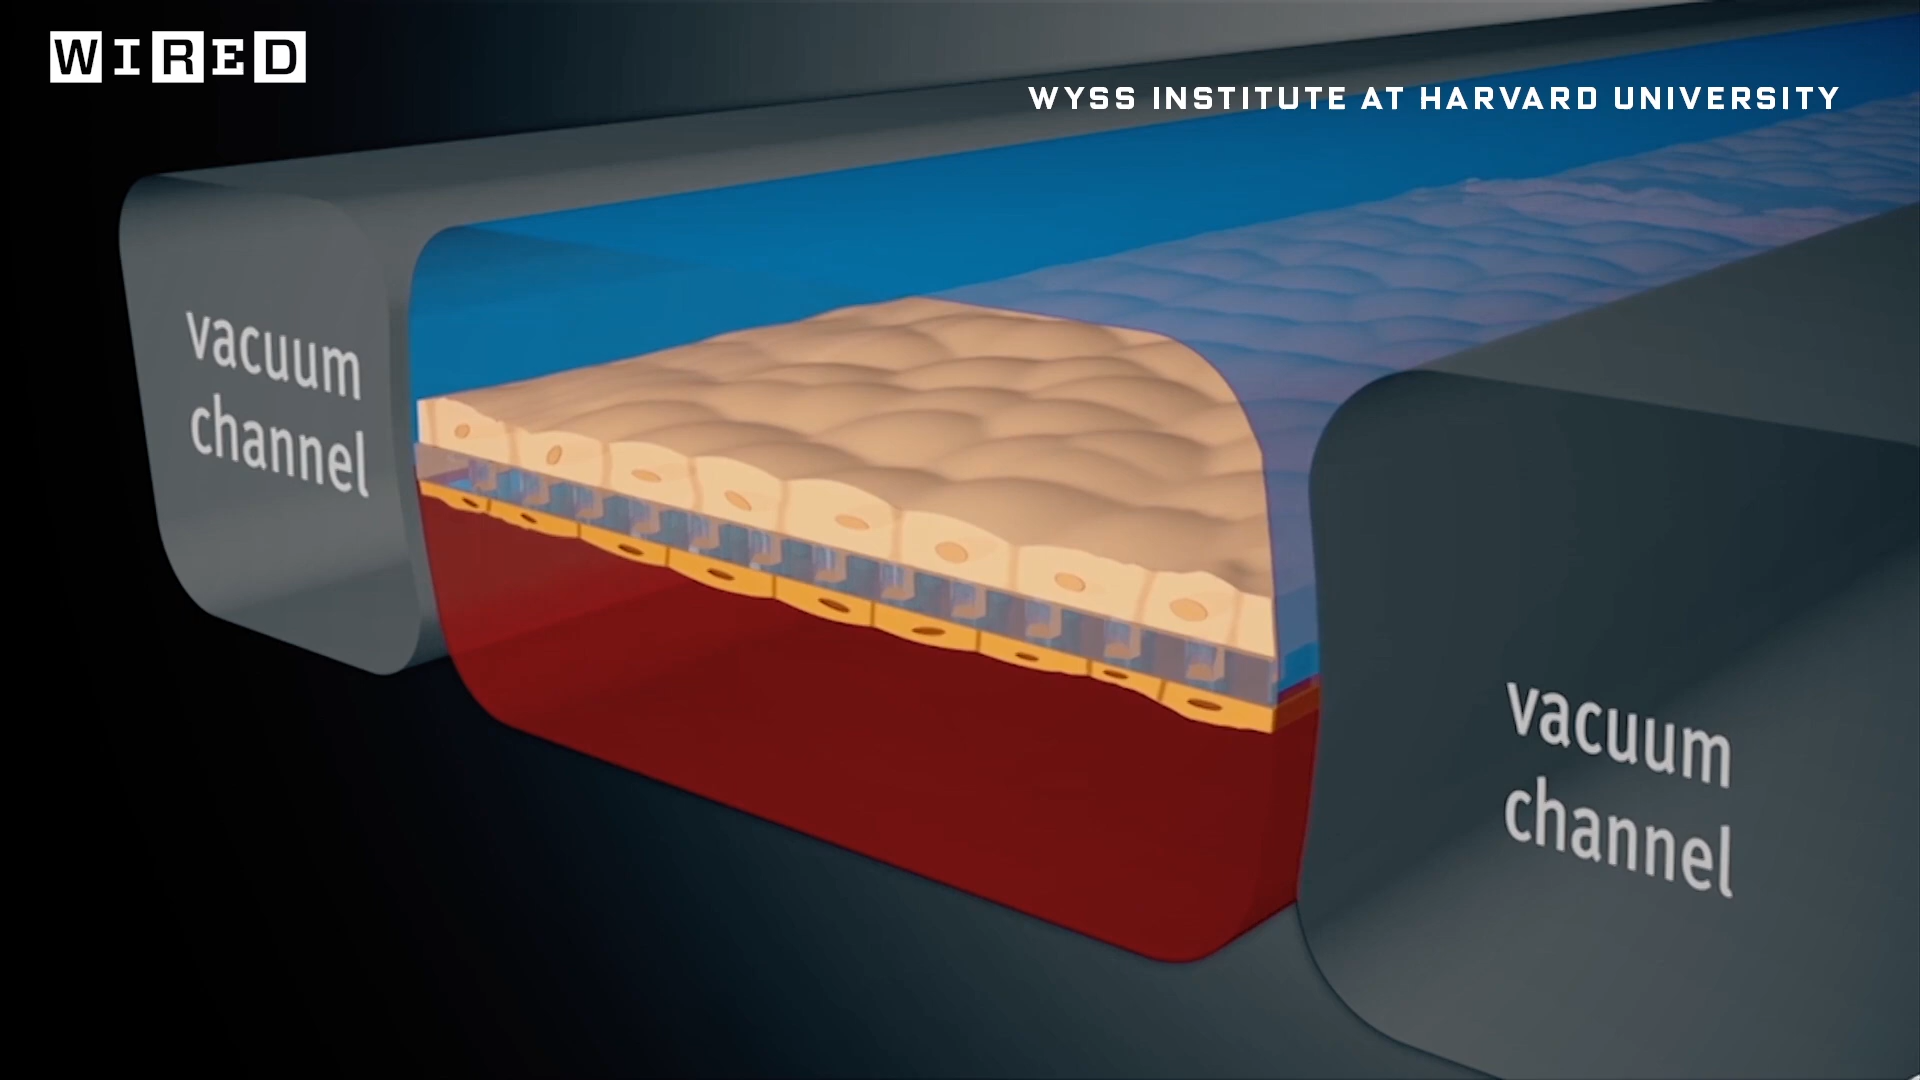 WIRED
WYSS INSTITUTE AT HARVARD UNIVERSITY
vacuum
channel
vacuum
channel